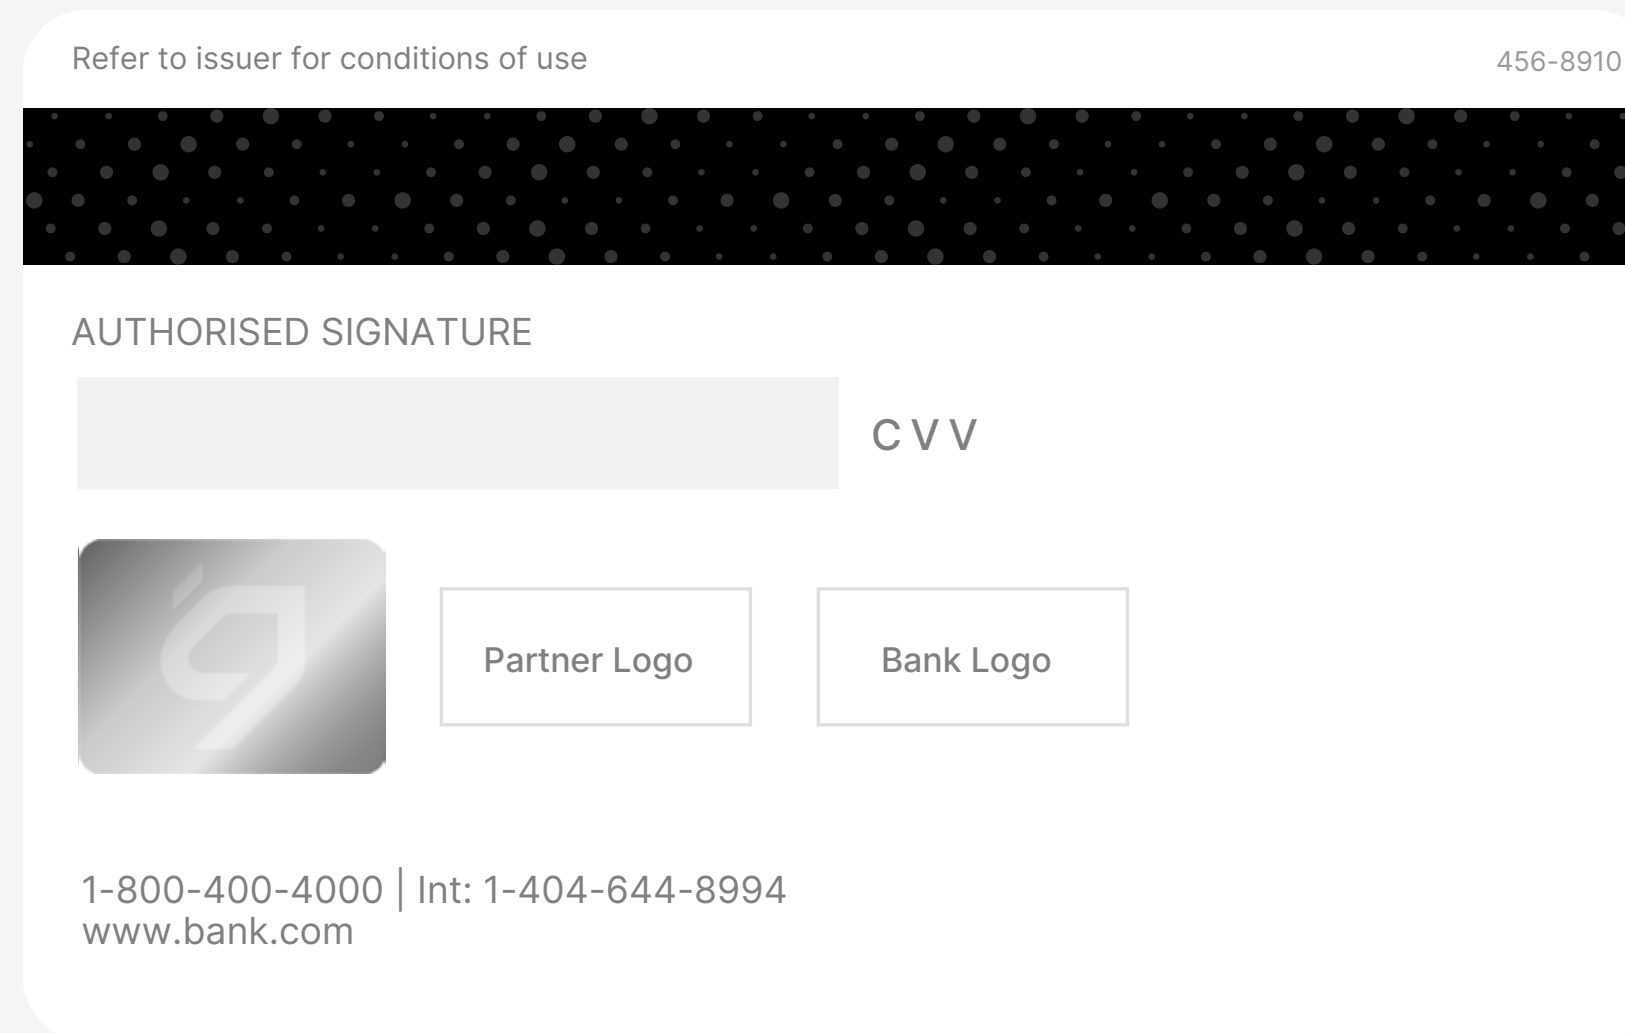 Refer to issuer for conditions of use
456-8910
AUTHORISED SIGNATURE
CVV
Partner Logo
Bank Logo
1-800-400-4000 | Int: 1-404-644-8994
www.bank.com